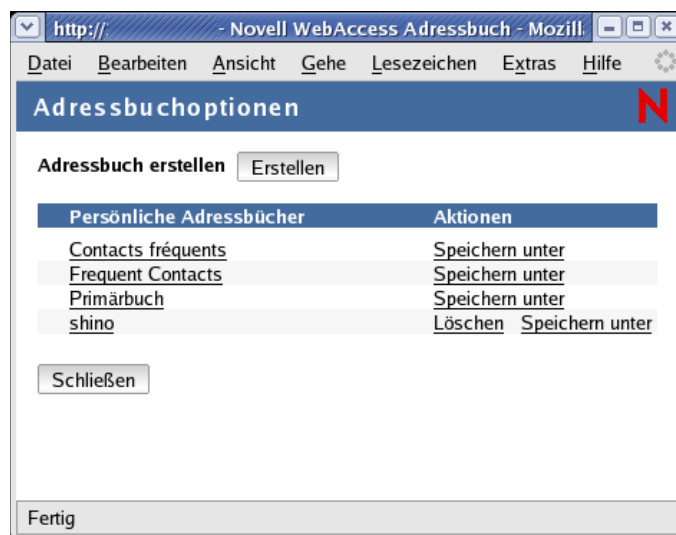 http:// - Novell WebAccess Adressbuch - Mozill
Datei Bearbeiten Ansicht Gehe Lesezeichen Extras Hilfe
Adressbuchoptionen N
Adressbuch erstellen Erstellen
Persönliche Adressbücher Aktionen
Contacts fréquents Speichern unter
Frequent Contacts Speichern unter
Primärbuch Speichern unter
shino Löschen Speichern unter
Schließen
Fertig